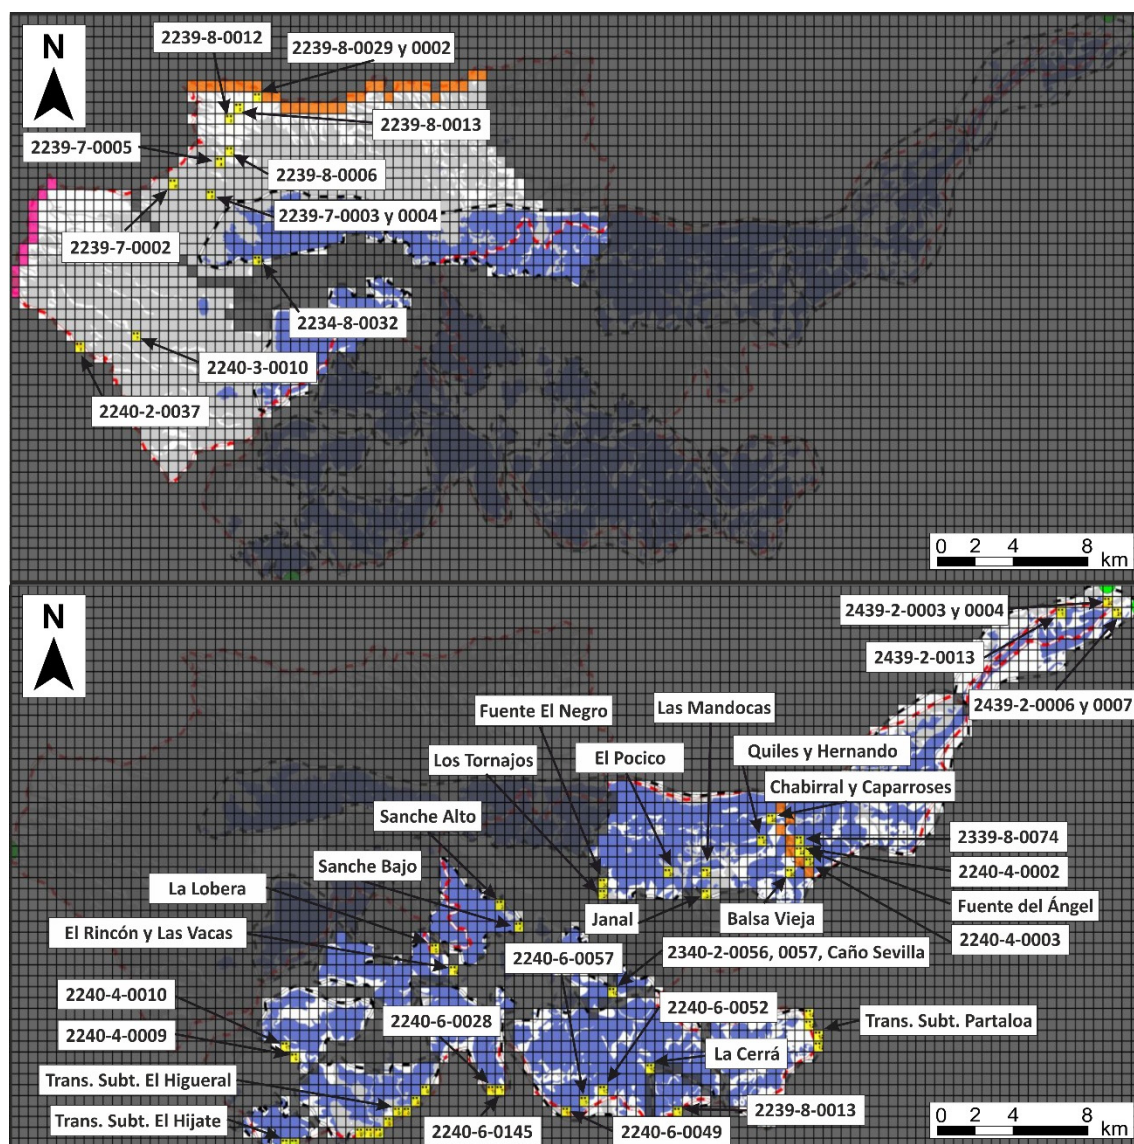 N
2239-8-0012
2239-8-0029 y 0002
2239-8-0013
2239-7-0005
2239-8-0006
2239-7-0003 y 0004
2239-7-0002
2234-8-0032
2240-3-0010
2240-2-0037
0 2 4 8
km
N
2439-2-0003 y 0004
2439-2-0013
2439-2-0006 y 0007
Fuente El Negro
Las Mandocas
Quiles y Hernando
Los Tornajos
El Pocico
Chabirral y Caparroses
Sanche Alto
2339-8-0074
Sanche Bajo
2240-4-0002
La Lobera
Fuente del Ángel
Janal
Balsa Vieja
El Rincón y Las Vacas
2240-4-0003
2240-6-0057
2340-2-0056, 0057, Caño Sevilla
2240-4-0010
2240-6-0028
2240-6-0052
Trans. Subt. Partaloa
2240-4-0009
La Cerrá
Trans. Subt. El Higueral
2239-8-0013
Trans. Subt. El Hijate
2240-6-0145
2240-6-0049
0 2 4 8
km